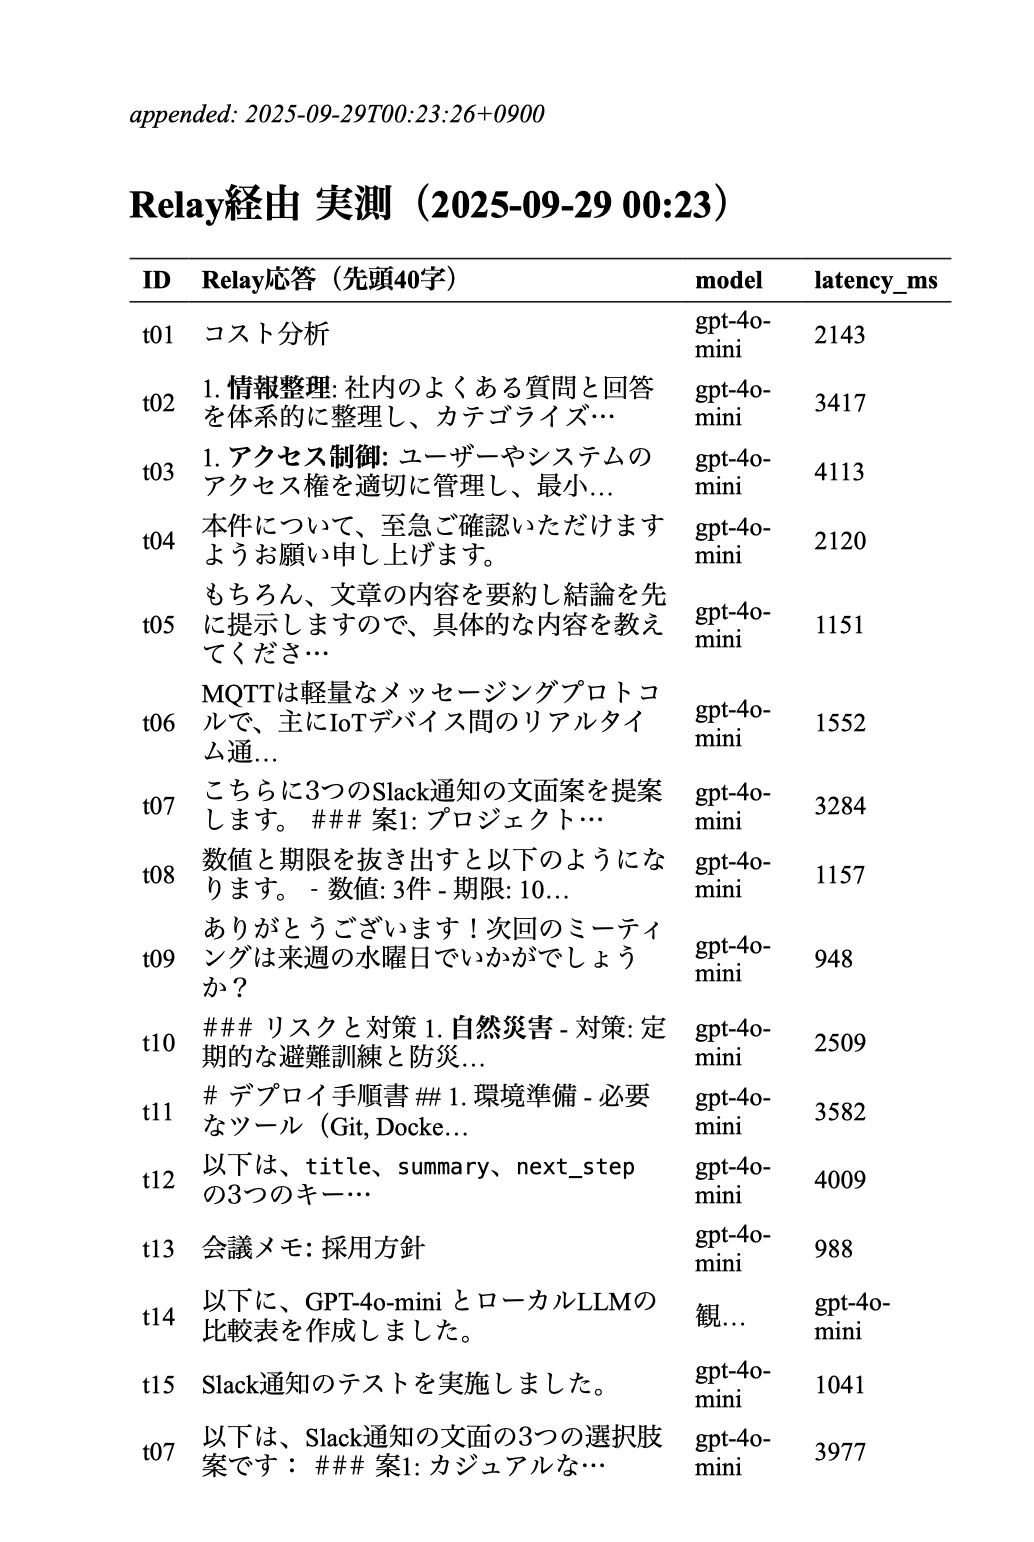 appended: 2025-09-29T00:23:26+0900
Relay経由 実測（2025-09-29 00:23）
ID Relay応答（先頭40字） model latency_ms
t01 コスト分析 gpt-4o-mini 2143
t02 1. 情報整理: 社内のよくある質問と回答
を体系的に整理し、カテゴライズ… gpt-4o-mini 3417
t03 1. アクセス制御: ユーザーやシステムの
アクセス権を適切に管理し、最小… gpt-4o-mini 4113
t04 本件について、至急ご確認いただけます
ようお願い申し上げます。 gpt-4o-mini 2120
t05 もちろん、文章の内容を要約し結論を先
に提示しますので、具体的な内容を教え
てくださ… gpt-4o-mini 1151
t06 MQTTは軽量なメッセージングプロトコ
ルで、主にIoTデバイス間のリアルタイ
ム通… gpt-4o-mini 1552
t07 こちらに3つのSlack通知の文面案を提案
します。 ### 案1: プロジェクト… gpt-4o-mini 3284
t08 数値と期限を抜き出すと以下のようにな
ります。 - 数値: 3件 - 期限: 10… gpt-4o-mini 1157
t09 ありがとうございます！次回のミーティ
ングは来週の水曜日でいかがでしょう
か？ gpt-4o-mini 948
t10 ### リスクと対策 1. 自然災害 - 対策: 定
期的な避難訓練と防災… gpt-4o-mini 2509
t11 # デプロイ手順書 ## 1. 環境準備 - 必要
なツール（Git, Docke… gpt-4o-mini 3582
t12 以下は、title、summary、next_step
の3つのキー… gpt-4o-mini 4009
t13 会議メモ: 採用方針 gpt-4o-mini 988
t14 以下に、GPT-4o-mini とローカルLLMの
比較表を作成しました。 観… gpt-4o-mini
t15 Slack通知のテストを実施しました。 gpt-4o-mini 1041
t07 以下は、Slack通知の文面の3つの選択肢
案です： ### 案1: カジュアルな… gpt-4o-mini 3977